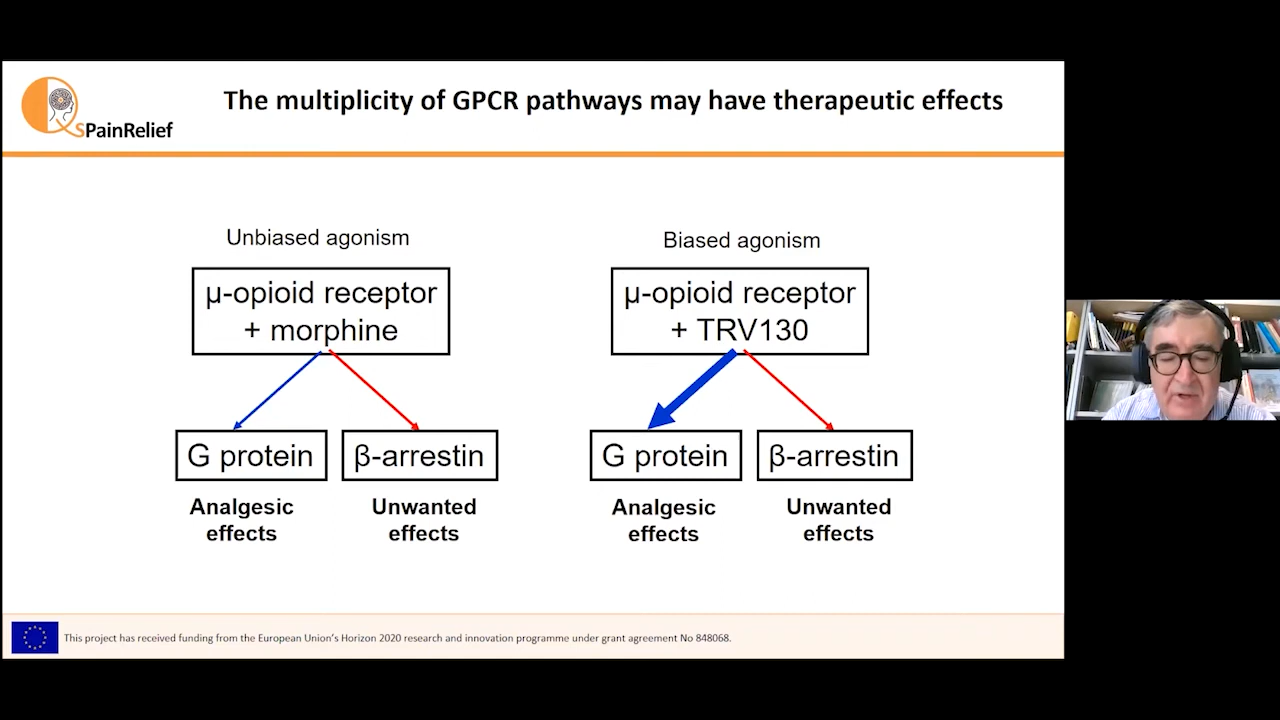 The multiplicity of GPCR pathways may have therapeutic effects
QSPainRelief
Unbiased agonism
μ-opioid receptor
+ morphine
G protein
β-arrestin
Analgesic
effects
Unwanted
effects
Biased agonism
μ-opioid receptor
+ TRV130
G protein
β-arrestin
Analgesic
effects
Unwanted
effects
This project has received funding from the European Union's Horizon 2020 research and innovation programme under grant agreement No 848068.